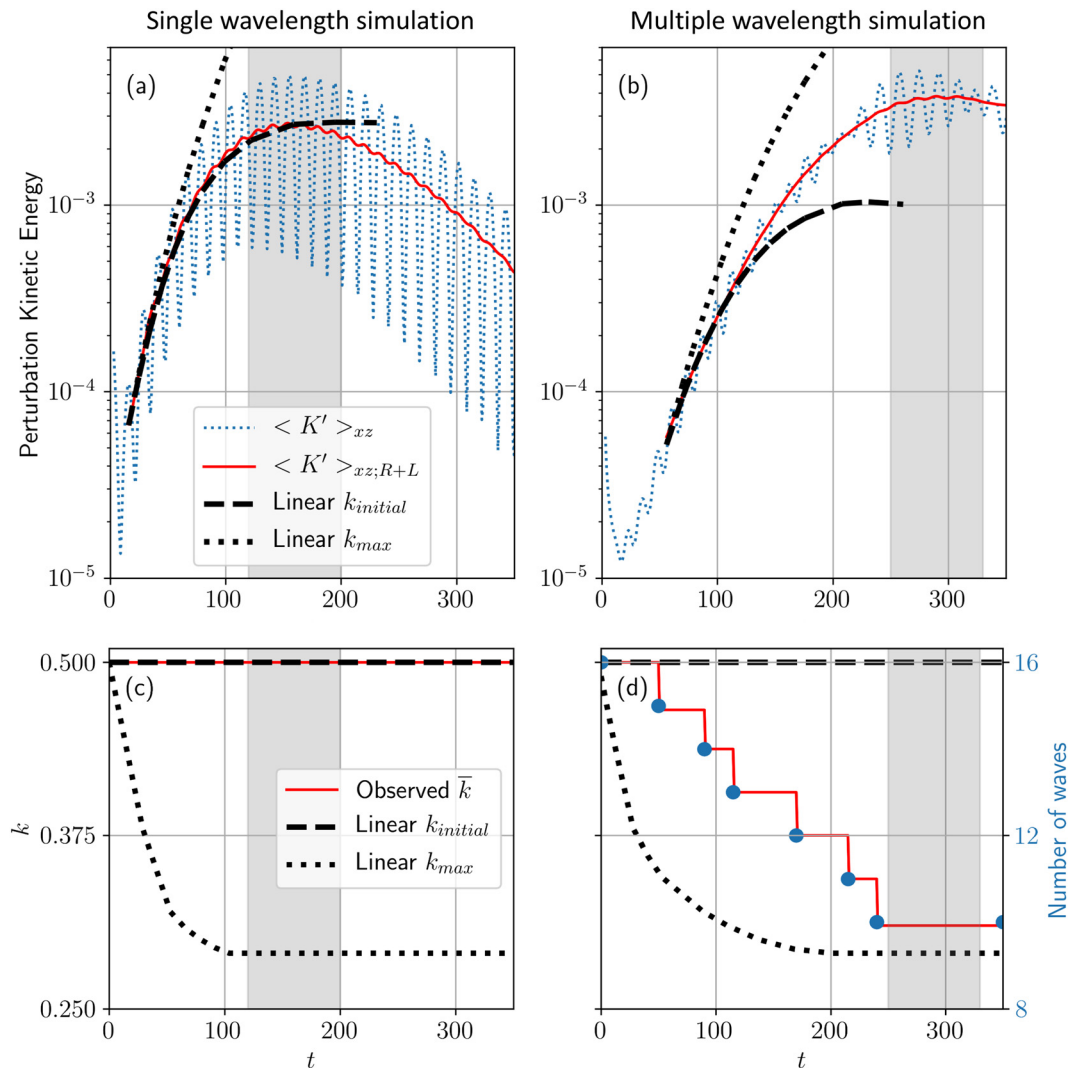 Single wavelength simulation
Multiple wavelength simulation
Perturbation Kinetic Energy
(a)
10⁻³
10⁻⁴
10⁻⁵
< K′ >xz
< K′ >xz;R+L
Linear kinitial
Linear kmax
0 100 200 300
(b)
10⁻³
10⁻⁴
10⁻⁵
0 100 200 300
k
0.500
0.375
0.250
(c)
Observed k̅
Linear kinitial
Linear kmax
0 100 200 300
t
(d)
16
12
8
Number of waves
0 100 200 300
t